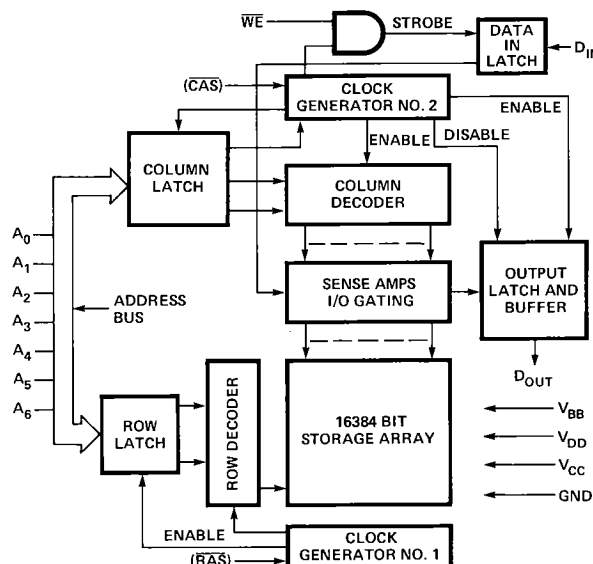 WE
STROBE
DATA
IN
LATCH
D_IN
(CAS)
CLOCK
GENERATOR NO. 2
ENABLE
ENABLE
DISABLE
COLUMN
LATCH
COLUMN
DECODER
A0
A1
A2
A3
A4
A5
A6
ADDRESS
BUS
SENSE AMPS
I/O GATING
OUTPUT
LATCH AND
BUFFER
DOUT
ROW
LATCH
ROW DECODER
16384 BIT
STORAGE ARRAY
VBB
VDD
VCC
GND
ENABLE
(RAS)
CLOCK
GENERATOR NO. 1